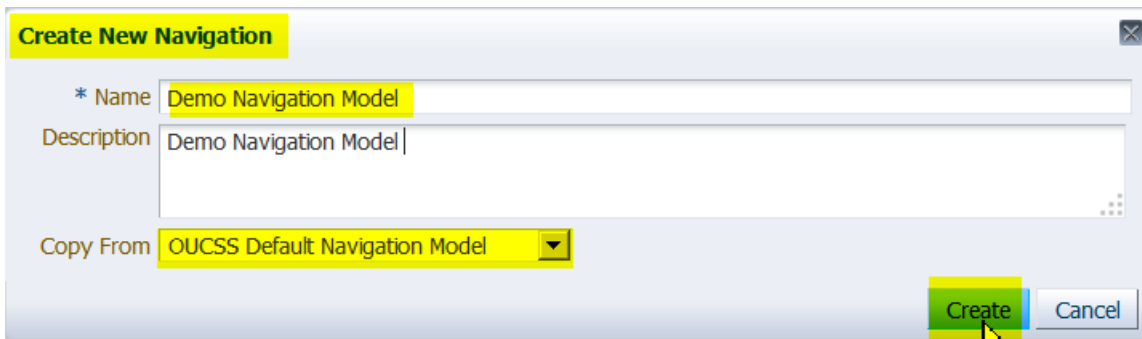 Create New Navigation
* Name Demo Navigation Model
Description Demo Navigation Model
Copy From OUCSS Default Navigation Model
Create Cancel